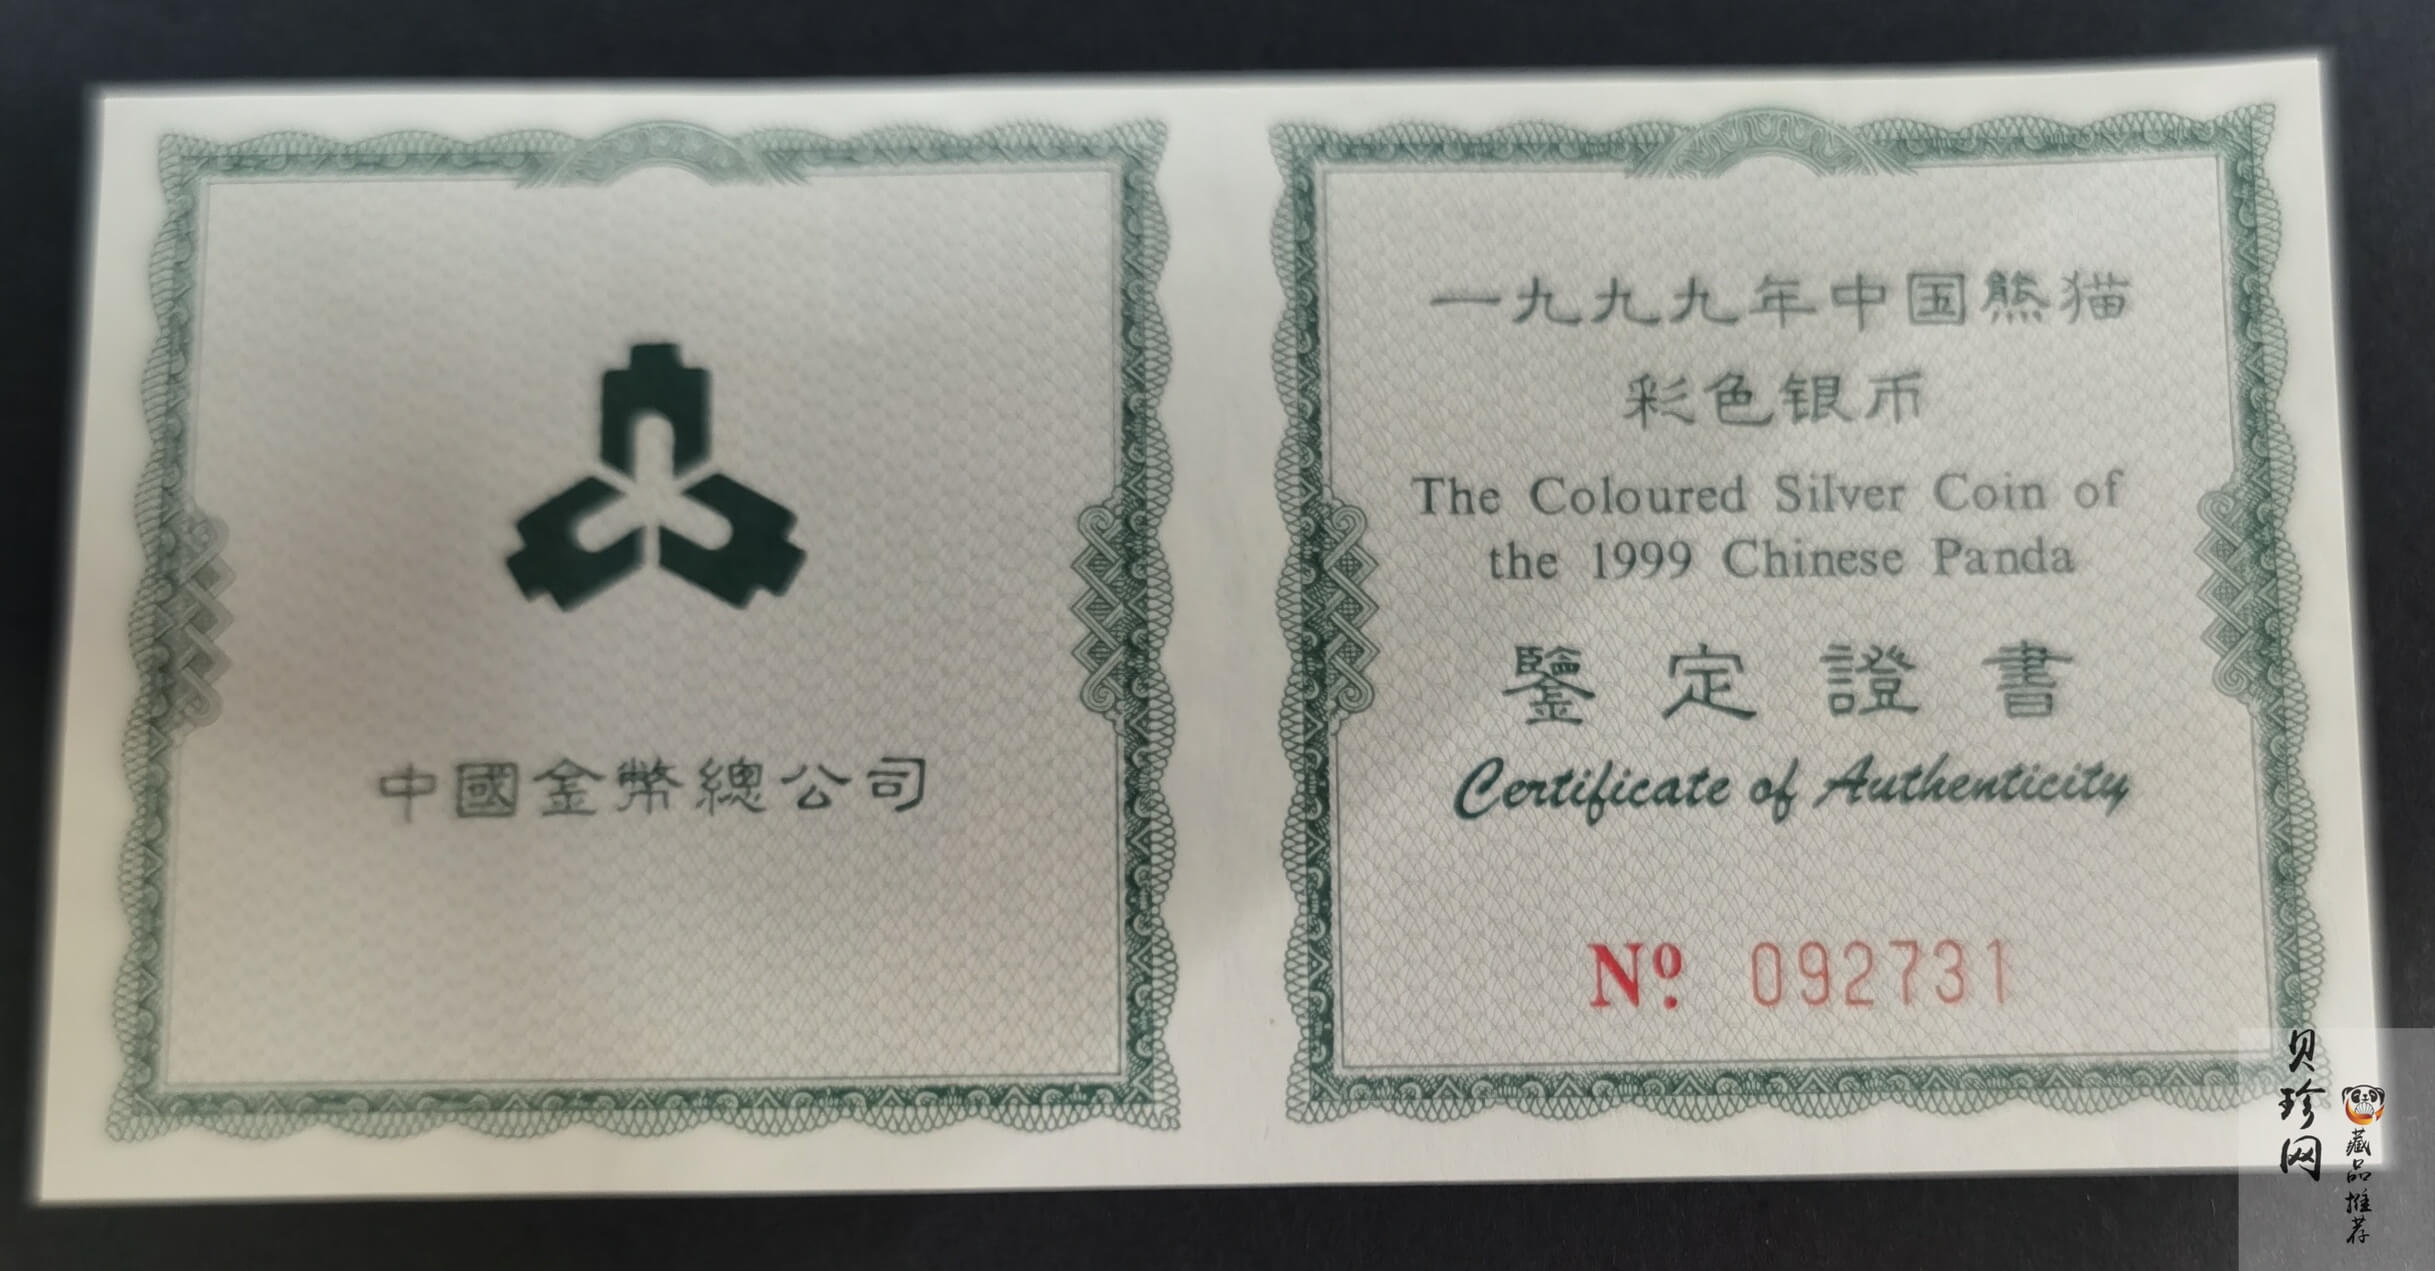 中國金幣總公司
一九九九年中国熊猫
彩色银币
The Coloured Silver Coin of
the 1999 Chinese Panda
鑒定證書
Certificate of Authenticity
Nº. 092731
贝珍网
藏品推荐